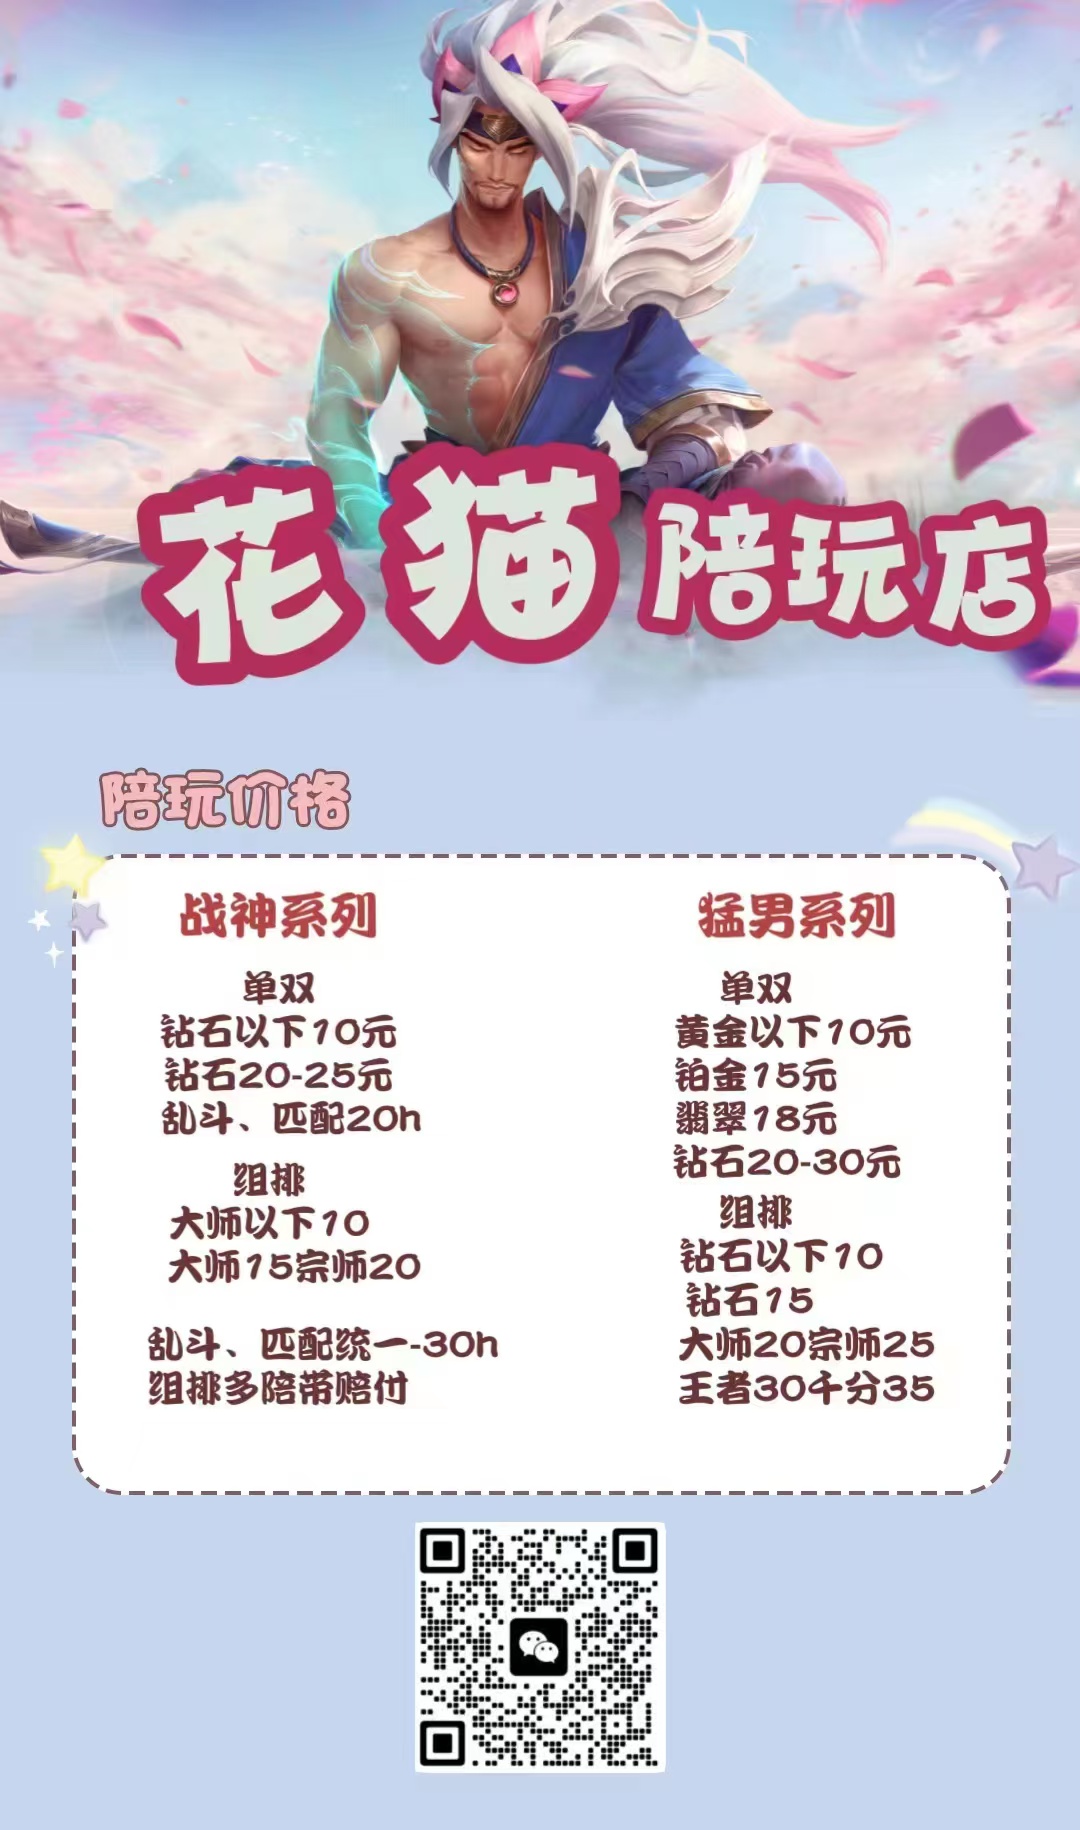 花猫陪玩店
陪玩价格
战神系列
单双
钻石以下10元
钻石20-25元
乱斗、匹配20h
组排
大师以下10
大师15宗师20
乱斗、匹配统一-30h
组排多陪带赔付
猛男系列
单双
黄金以下10元
铂金15元
翡翠18元
钻石20-30元
组排
钻石以下10
钻石15
大师20宗师25
王者30千分35